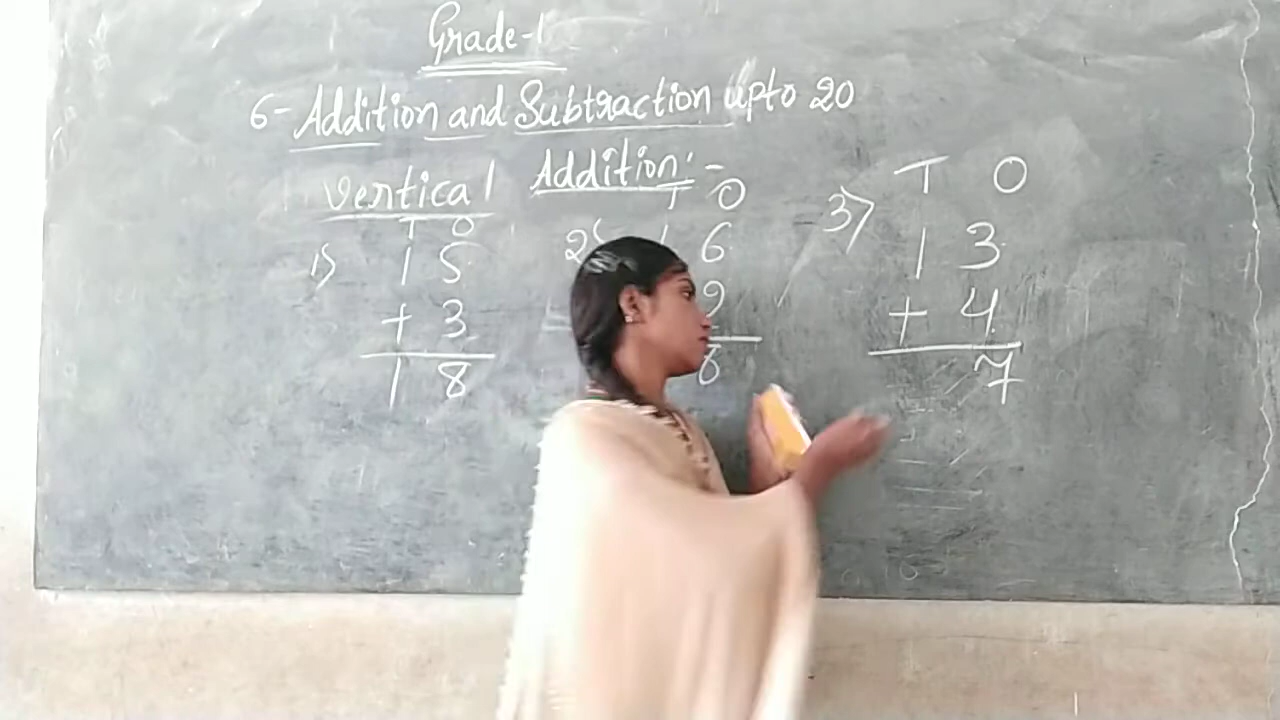 Grade-1
6-Addition and Subtraction upto 20
Vertical Addition:-
T O
1) 1 5
+ 3
1 8
T O
2) 1 6
8
T O
3) 1 3
+ 4
7